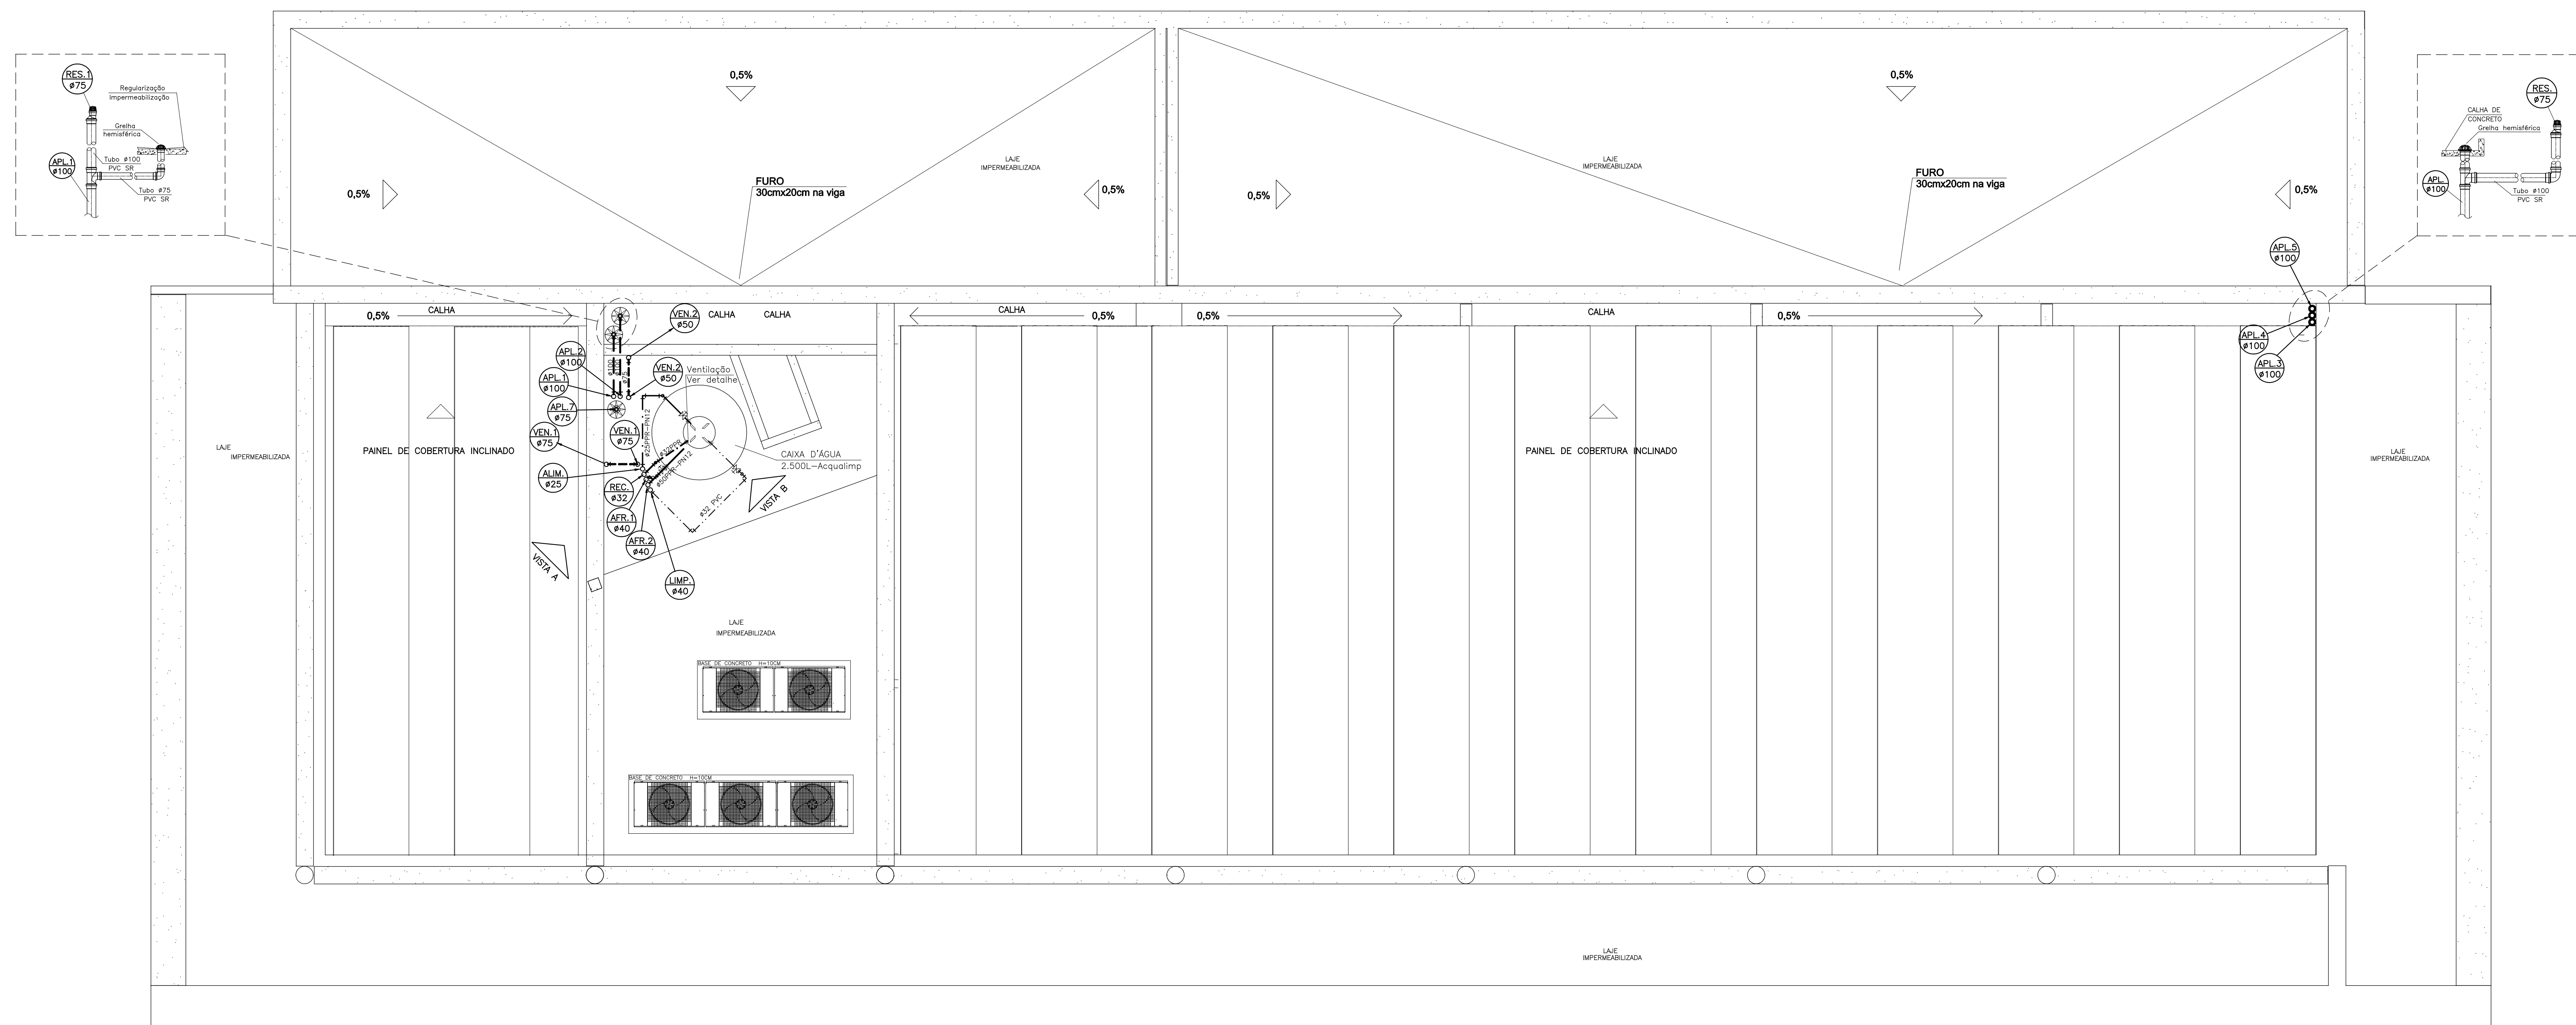 RES.1
ø75
Regularização
Impermeabilização
Grelha
hemisférica
APL.1
ø100
Tubo ø100
PVC SR
Tubo ø75
PVC SR
0,5%
0,5%
FURO
30cmx20cm na viga
LAJE
IMPERMEABILIZADA
0,5%
0,5%
0,5%
LAJE
IMPERMEABILIZADA
FURO
30cmx20cm na viga
0,5%
RES.
ø75
CALHA DE
CONCRETO
Grelha hemisférica
APL.
ø100
Tubo ø100
PVC SR
APL.5
ø100
APL.4
ø100
APL.3
ø100
0,5%
CALHA
VEN.2
ø50
CALHA
CALHA
CALHA
0,5%
0,5%
CALHA
0,5%
APL.2
ø100
ø100
ø75
VEN.2
ø50
Ventilação
Ver detalhe
APL.1
ø100
APL.7
ø75
VEN.1
ø75
VEN.1
ø75
ø25PPR-PN12
ø32PPR
ø50PPR-PN12
ALIM.
ø25
REC.
ø32
AFR.1
ø40
AFR.2
ø40
LIMP.
ø40
ø32 PVC
CAIXA D'ÁGUA
2.500L-Acqualimp
VISTA B
VISTA A
LAJE
IMPERMEABILIZADA
PAINEL DE COBERTURA INCLINADO
PAINEL DE COBERTURA INCLINADO
LAJE
IMPERMEABILIZADA
LAJE
IMPERMEABILIZADA
BASE DE CONCRETO H=10CM
BASE DE CONCRETO H=10CM
LAJE
IMPERMEABILIZADA